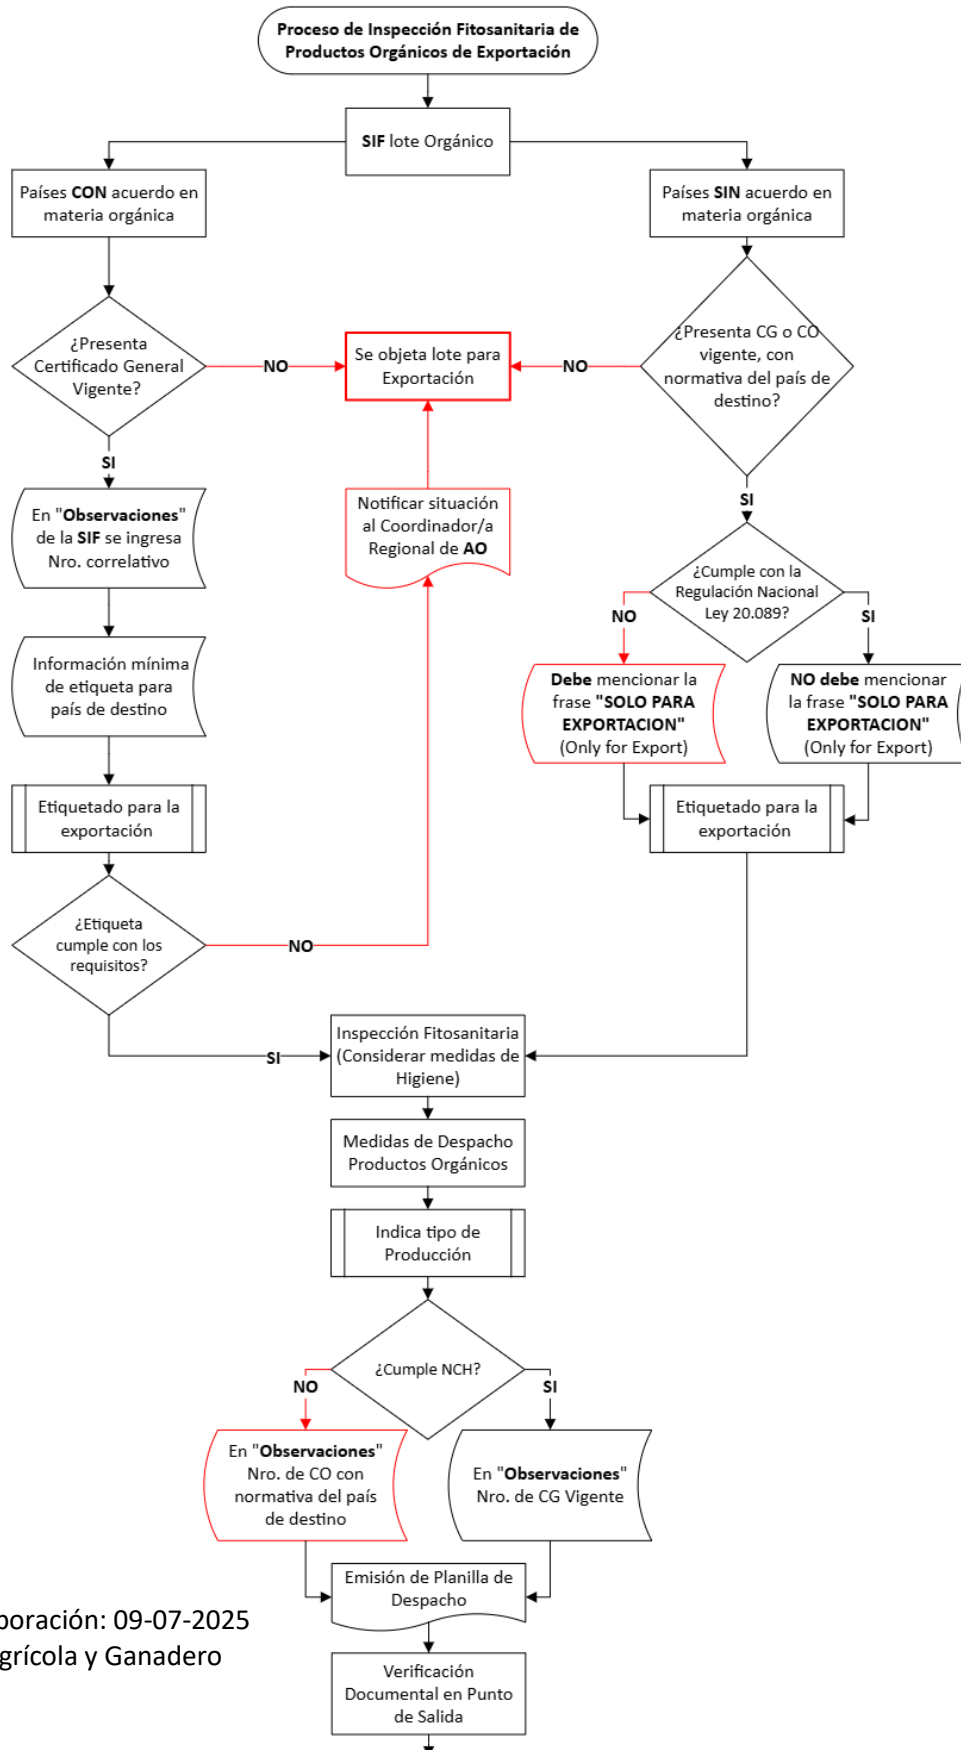 Proceso de Inspección Fitosanitaria de
Productos Orgánicos de Exportación
SIF lote Orgánico
Países CON acuerdo en
materia orgánica
Países SIN acuerdo en
materia orgánica
¿Presenta
Certificado General
Vigente?
NO
Se objeta lote para
Exportación
NO
¿Presenta CG o CO
vigente, con
normativa del país de
destino?
SI
SI
En "Observaciones"
de la SIF se ingresa
Nro. correlativo
Notificar situación
al Coordinador/a
Regional de AO
¿Cumple con la
Regulación Nacional
Ley 20.089?
NO
SI
Información mínima
de etiqueta para
país de destino
Debe mencionar la
frase "SOLO PARA
EXPORTACION"
(Only for Export)
NO debe mencionar
la frase "SOLO PARA
EXPORTACION"
(Only for Export)
Etiquetado para la
exportación
Etiquetado para la
exportación
¿Etiqueta
cumple con los
requisitos?
NO
SI
Inspección Fitosanitaria
(Considerar medidas de
Higiene)
Medidas de Despacho
Productos Orgánicos
Indica tipo de
Producción
¿Cumple NCH?
NO
SI
En "Observaciones"
Nro. de CO con
normativa del país
de destino
En "Observaciones"
Nro. de CG Vigente
Emisión de Planilla de
Despacho
poración: 09-07-2025
grícola y Ganadero
Verificación
Documental en Punto
de Salida